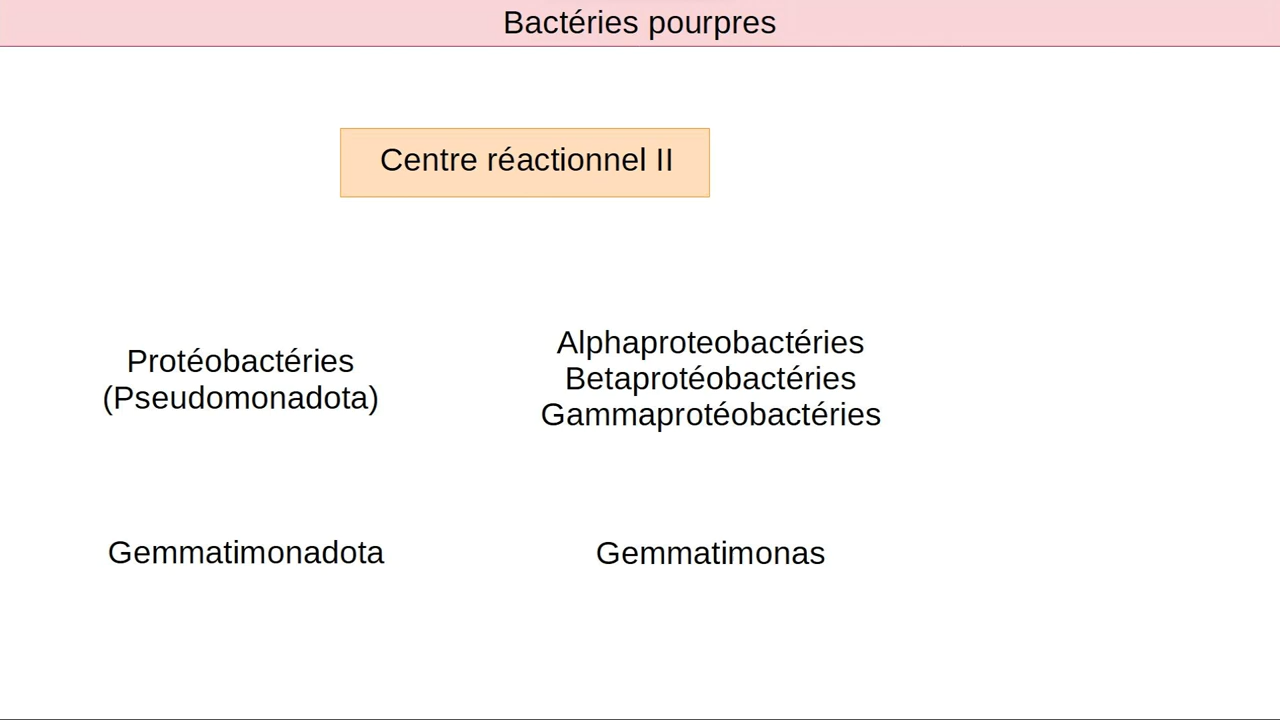 Bactéries pourpres
Centre réactionnel II
Protéobactéries
(Pseudomonadota)
Alphaproteobactéries
Betaprotéobactéries
Gammaprotéobactéries
Gemmatimonadota
Gemmatimonas